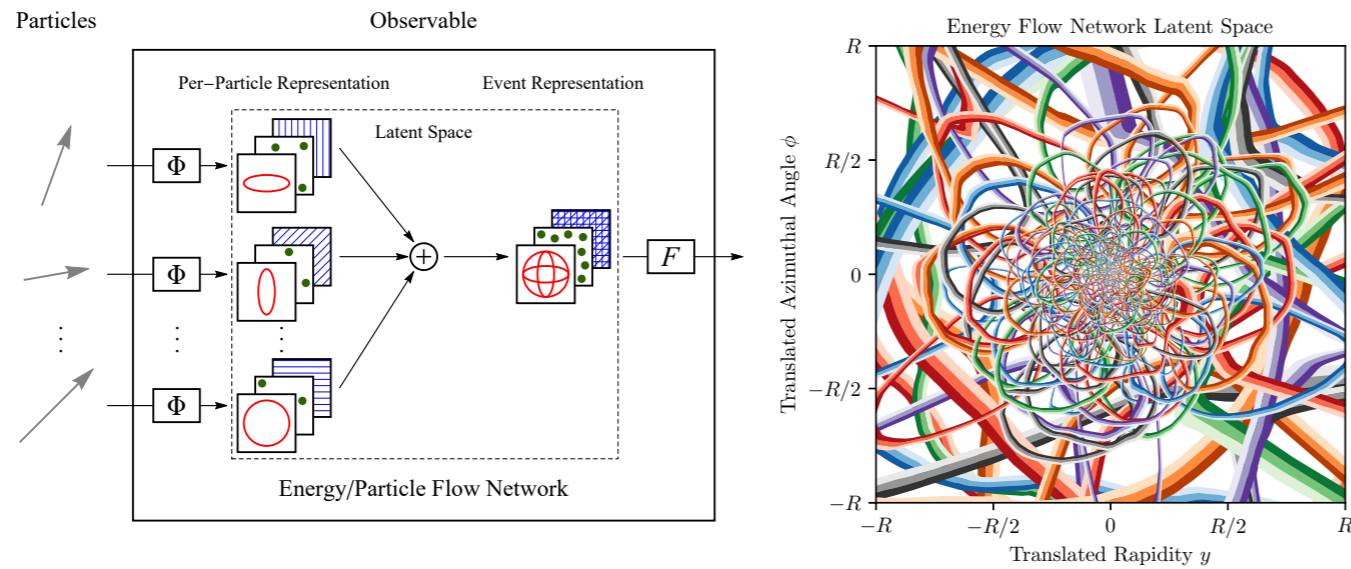 Particles
Observable
Per−Particle Representation
Event Representation
Latent Space
Φ
Φ
Φ
+
F
Energy/Particle Flow Network
Energy Flow Network Latent Space
Translated Azimuthal Angle ϕ
R
R/2
0
−R/2
−R
−R
−R/2
0
R/2
R
Translated Rapidity y